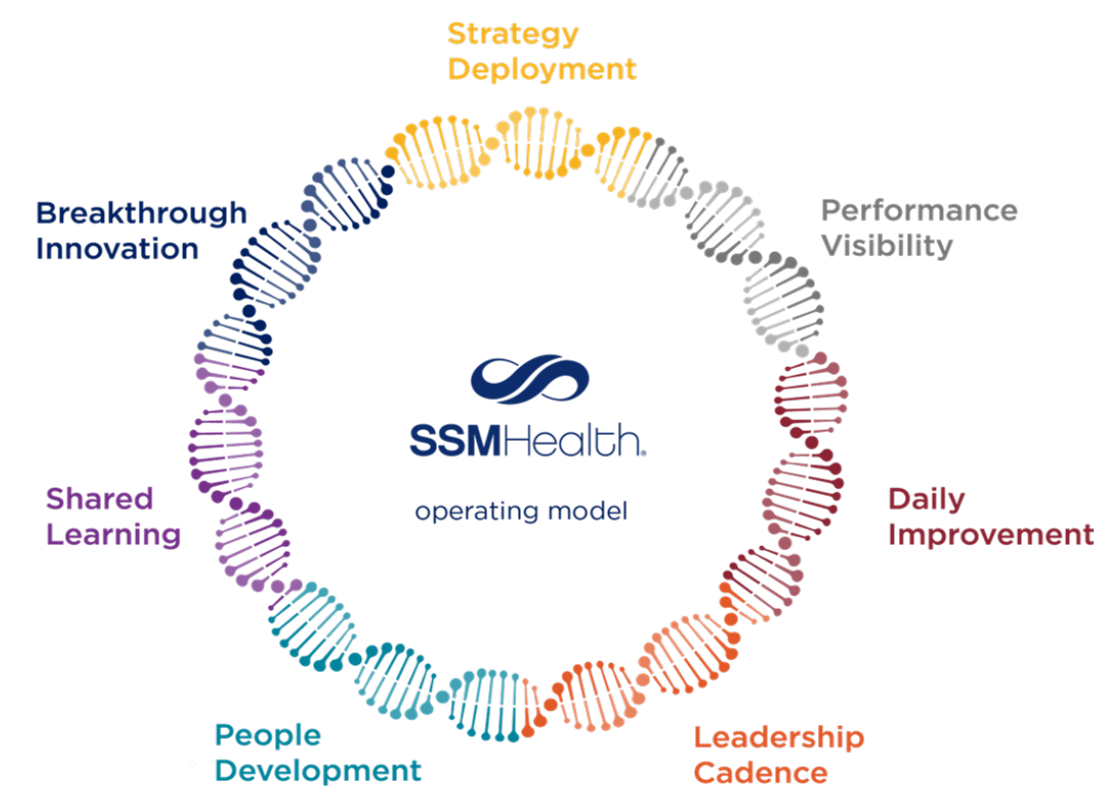 Strategy
Deployment
Performance
Visibility
Daily
Improvement
Leadership
Cadence
People
Development
Shared
Learning
Breakthrough
Innovation
SSMHealth.
operating model